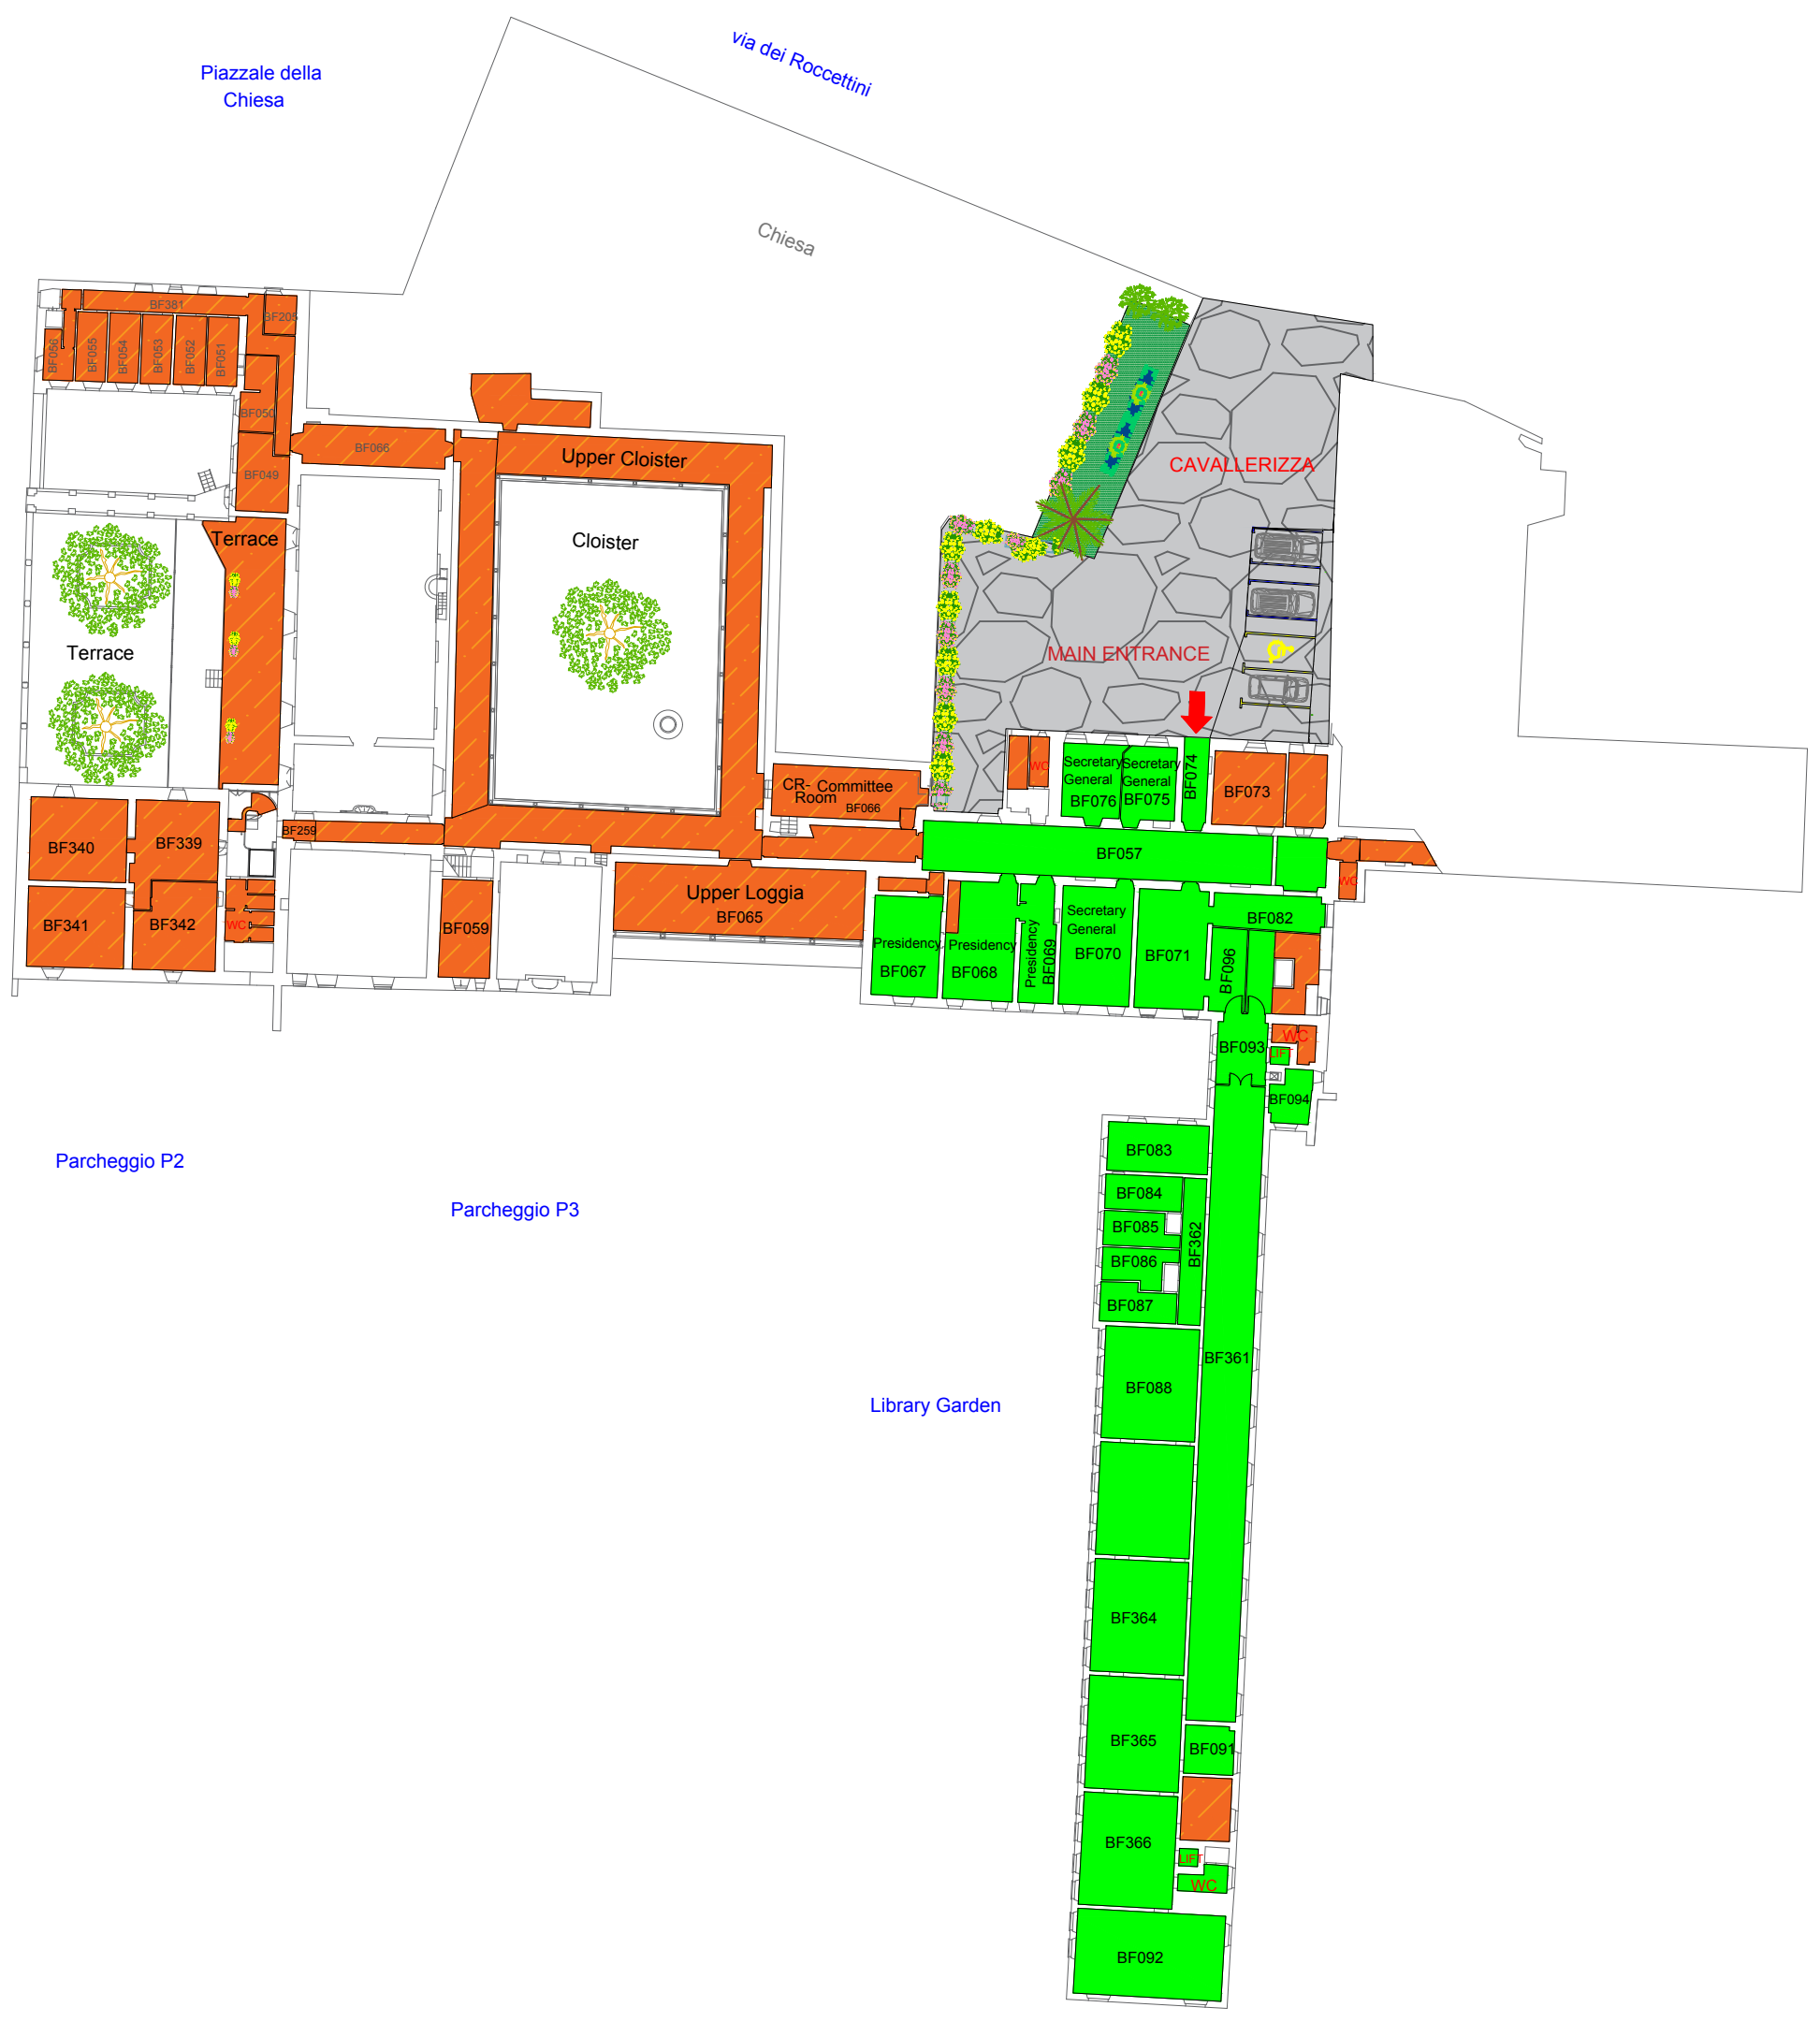 via dei Roccettini
Piazzale della
Chiesa
Chiesa
BF381
BF205
BF056
BF055
BF054
BF053
BF052
BF051
BF050
BF066
BF049
Upper Cloister
CAVALLERIZZA
Terrace
Cloister
Terrace
MAIN ENTRANCE
WC
Secretary
General
BF076
Secretary
General
BF075
BF074
BF073
CR- Committee
Room
BF066
BF340
BF339
BF259
BF057
WC
BF341
BF342
WC
BF059
Upper Loggia
BF065
Presidency
BF067
Presidency
BF068
Presidency
BF069
Secretary
General
BF070
BF071
BF082
BF096
BF093
WC
LIFT
BF094
Parcheggio P2
Parcheggio P3
BF083
BF084
BF085
BF086
BF087
BF362
BF361
BF088
Library Garden
BF364
BF365
BF091
BF366
LIFT
WC
BF092